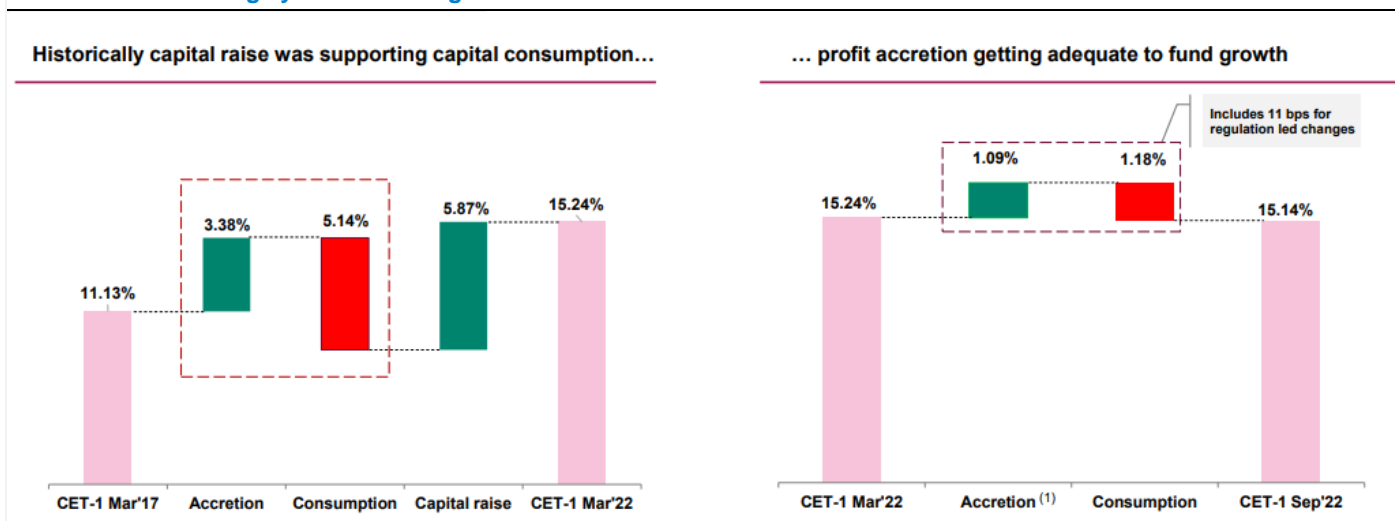 Historically capital raise was supporting capital consumption…
… profit accretion getting adequate to fund growth
Includes 11 bps for
regulation led changes
11.13%
3.38%
5.14%
5.87%
15.24%
CET-1 Mar'17
Accretion
Consumption
Capital raise
CET-1 Mar'22
15.24%
1.09%
1.18%
15.14%
CET-1 Mar'22
Accretion (1)
Consumption
CET-1 Sep'22